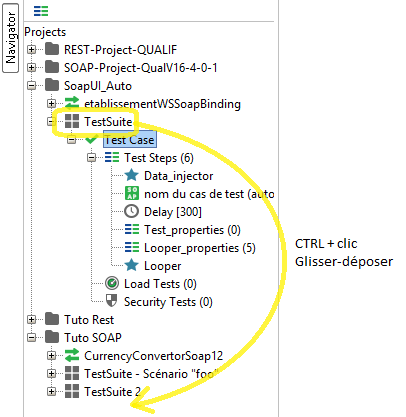 Navigator
Projects
REST-Project-QUALIF
SOAP-Project-QualV16-4-0-1
SoapUI_Auto
etablissementWSSoapBinding
TestSuite
Test Case
Test Steps (6)
Data_injector
SOAP nom du cas de test (auto
Delay [300]
Test_properties (0)
Looper_properties (5)
Looper
Load Tests (0)
Security Tests (0)
Tuto Rest
Tuto SOAP
CurrencyConvertorSoap12
TestSuite - Scénario "foo"
TestSuite 2
CTRL + clic
Glisser-déposer